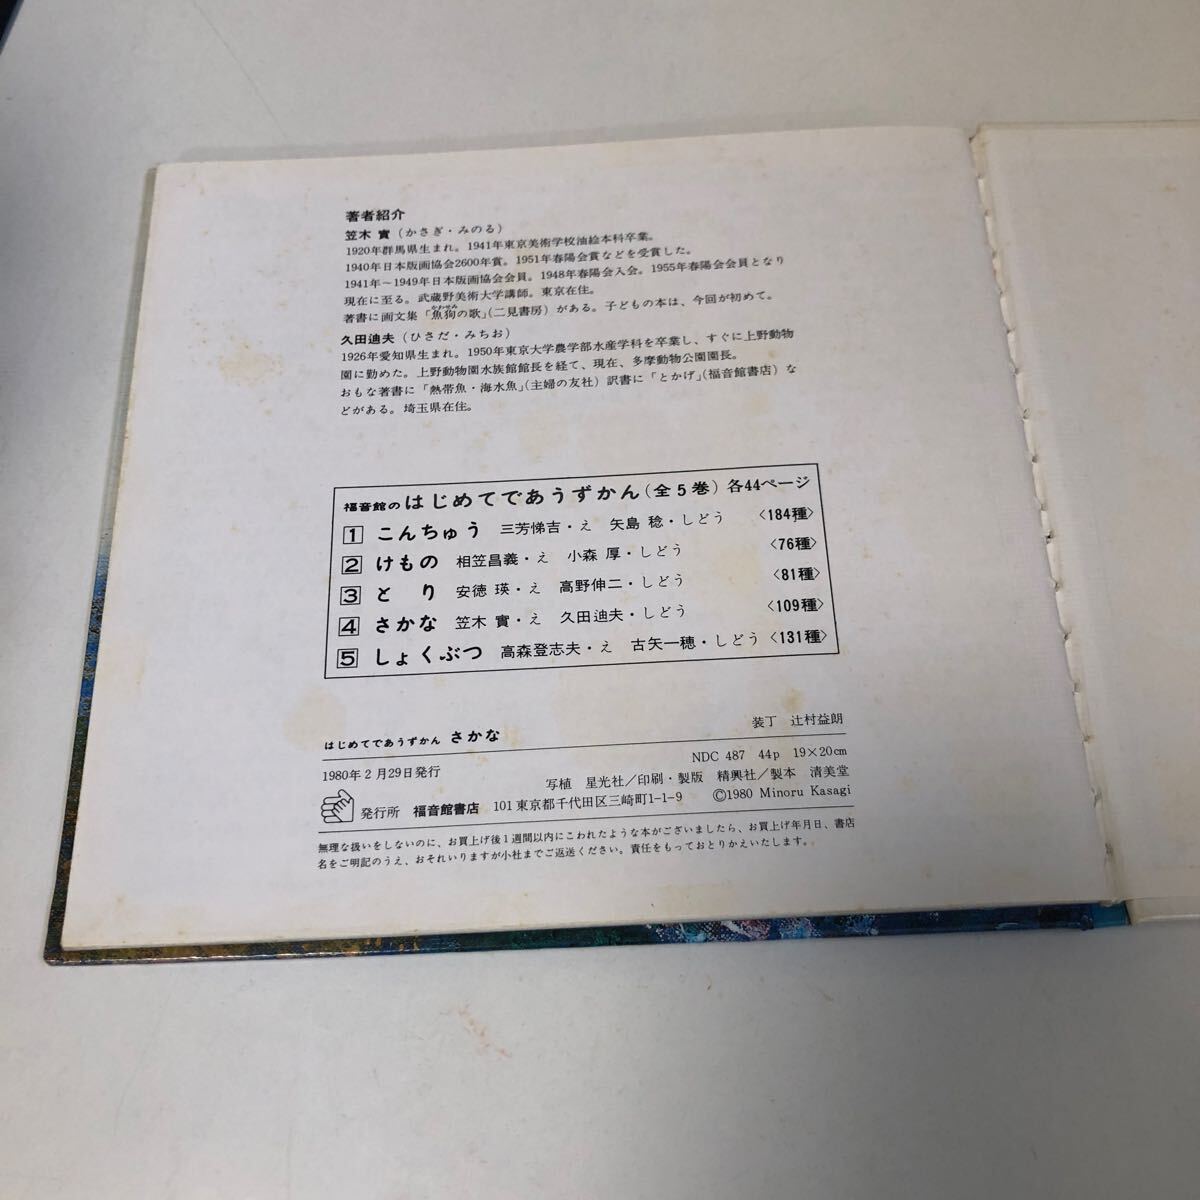 著者紹介
笠木 實 (かさぎ・みのる)
1920年群馬県生まれ。1941年東京美術学校油絵本科卒業。
1940年日本版画協会2600年賞。1951年春陽会賞などを受賞した。
1941年〜1949年日本版画協会会員。1948年春陽会入会。1955年春陽会会員となり
現在に至る。武蔵野美術大学講師。東京在住。
著書に画文集「魚狗の歌」(二見書房) がある。子どもの本は、今回が初めて。
久田迪夫 (ひさだ・みちお)
1926年愛知県生まれ。1950年東京大学農学部水産学科を卒業し、すぐに上野動物
園に勤めた。上野動物園水族館館長を経て、現在、多摩動物公園園長。
おもな著書に「熱帯魚・海水魚」(主婦の友社) 訳書に「とかげ」(福音館書店) な
どがある。埼玉県在住。
福音館の はじめてであうずかん (全5巻) 各44ページ
1 こんちゅう 三芳悌吉・え 矢島 稔・しどう 〈184種〉
2 けもの 相笠昌義・え 小森 厚・しどう 〈76種〉
3 とり 安徳 瑛・え 高野伸二・しどう 〈81種〉
4 さかな 笠木 實・え 久田迪夫・しどう 〈109種〉
5 しょくぶつ 高森登志夫・え 古矢一穂・しどう 〈131種〉
はじめてであうずかん さかな 装丁 辻村益朗
1980年2月29日発行 NDC 487 44p 19×20cm
写植 星光社/印刷・製版 精興社/製本 清美堂
発行所 福音館書店 101 東京都千代田区三崎町1-1-9 ©1980 Minoru Kasagi
無理な扱いをしないのに、お買上げ後1週間以内にこわれたような本がございましたら、お買上げ年月日、書店
名をご明記のうえ、おそれいりますが小社までご返送ください。責任をもっておとりかえいたします。